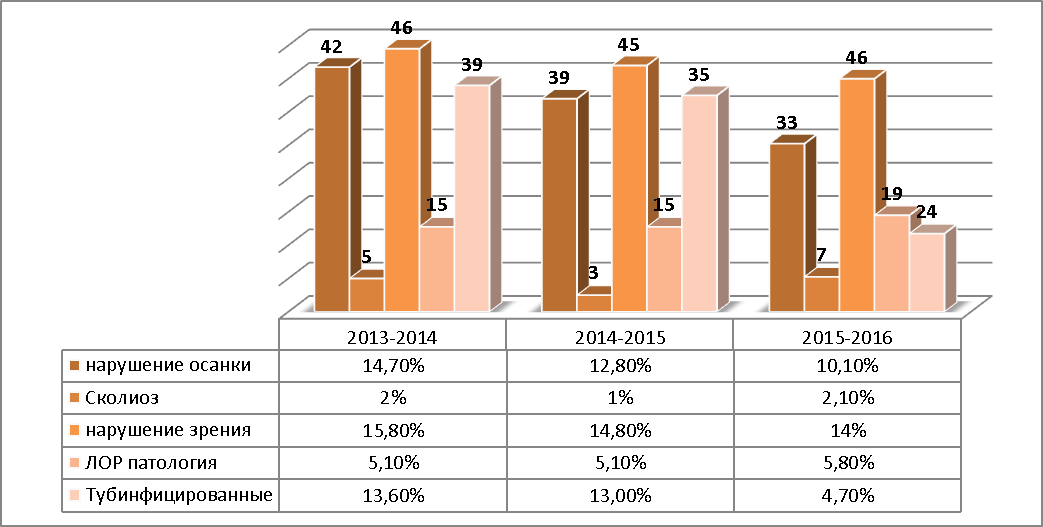 42
5
46
15
39
39
3
45
15
35
33
7
46
19
24
2013-2014 2014-2015 2015-2016
нарушение осанки 14,70% 12,80% 10,10%
Сколиоз 2% 1% 2,10%
нарушение зрения 15,80% 14,80% 14%
ЛОР патология 5,10% 5,10% 5,80%
Тубинфицированные 13,60% 13,00% 4,70%